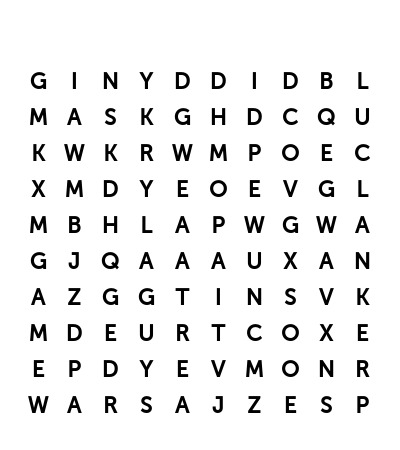 G I N Y D D I D B L
M A S K G H D C Q U
K W K R W M P O E C
X M D Y E O E V G L
M B H L A P W G W A
G J Q A A A U X A N
A Z G G T I N S V K
M D E U R T C O X E
E P D Y E V M O N R
W A R S A J Z E S P